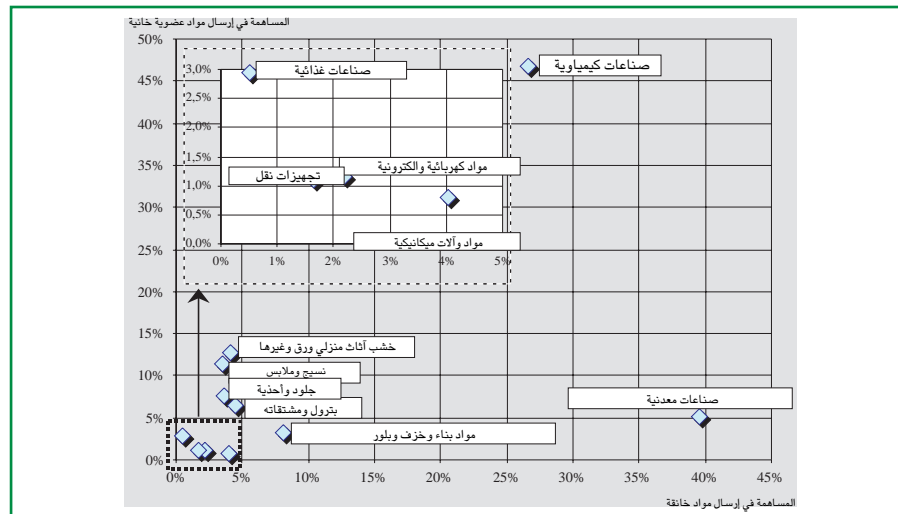 المساهمة في إرسال مواد عضوية خانية
50%
45%
40%
35%
30%
25%
20%
15%
10%
5%
0%
3,0%
2,5%
2,0%
1,5%
1,0%
0,5%
0,0%
صناعات غذائية
صناعات كيمياوية
مواد كهربائية والكترونية
تجهيزات نقل
مواد وآلات ميكانيكية
0% 1% 2% 3% 4% 5%
خشب آثاث منزلي ورق وغيرها
نسيج وملابس
جلود وأحذية
بترول ومشتقاته
مواد بناء وخزف وبلور
صناعات معدنية
0% 5% 10% 15% 20% 25% 30% 35% 40% 45%
المساهمة في إرسال مواد خانقة